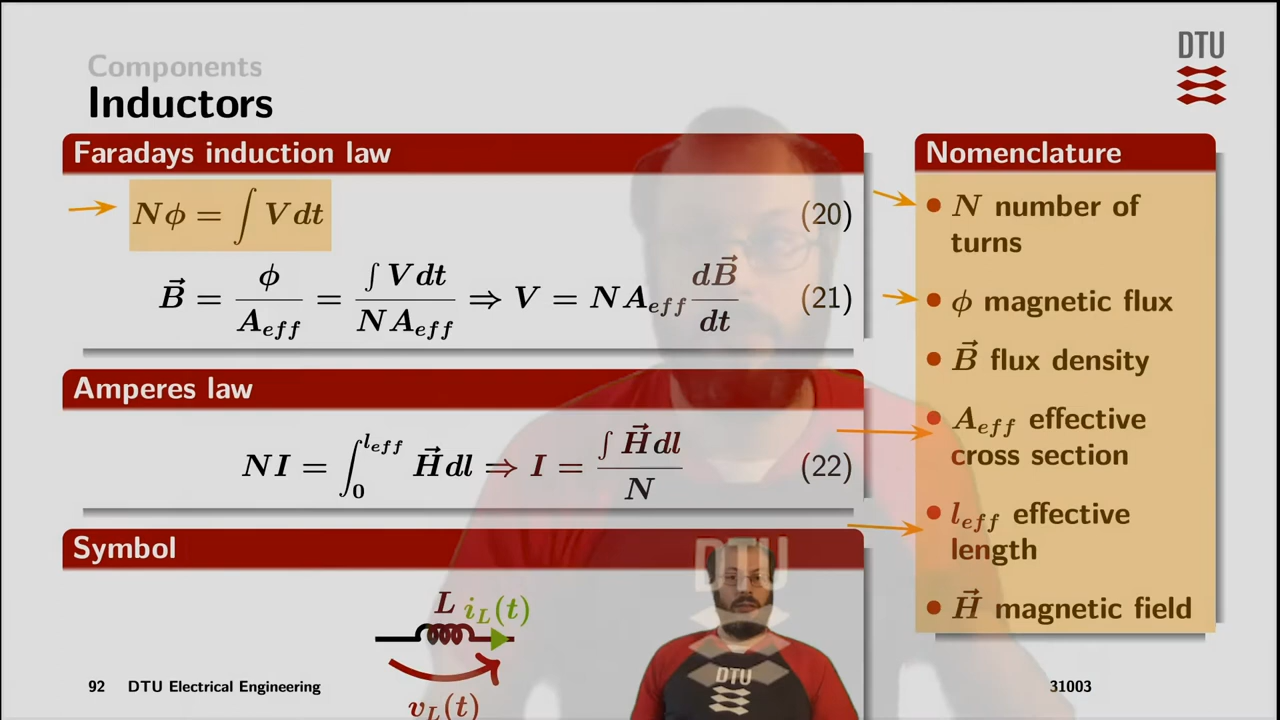 Components
Inductors
DTU
Faradays induction law
Nϕ = ∫ V dt (20)
B⃗ = ϕ / A_eff = ∫ V dt / N A_eff ⇒ V = N A_eff dB⃗ / dt (21)
Amperes law
NI = ∫₀^{l_eff} H⃗ dl ⇒ I = ∫ H⃗ dl / N (22)
Symbol
L i_L(t)
v_L(t)
DTU
DTU
Nomenclature
• N number of
turns
• ϕ magnetic flux
• B⃗ flux density
• A_eff effective
cross section
• l_eff effective
length
• H⃗ magnetic field
92 DTU Electrical Engineering 31003